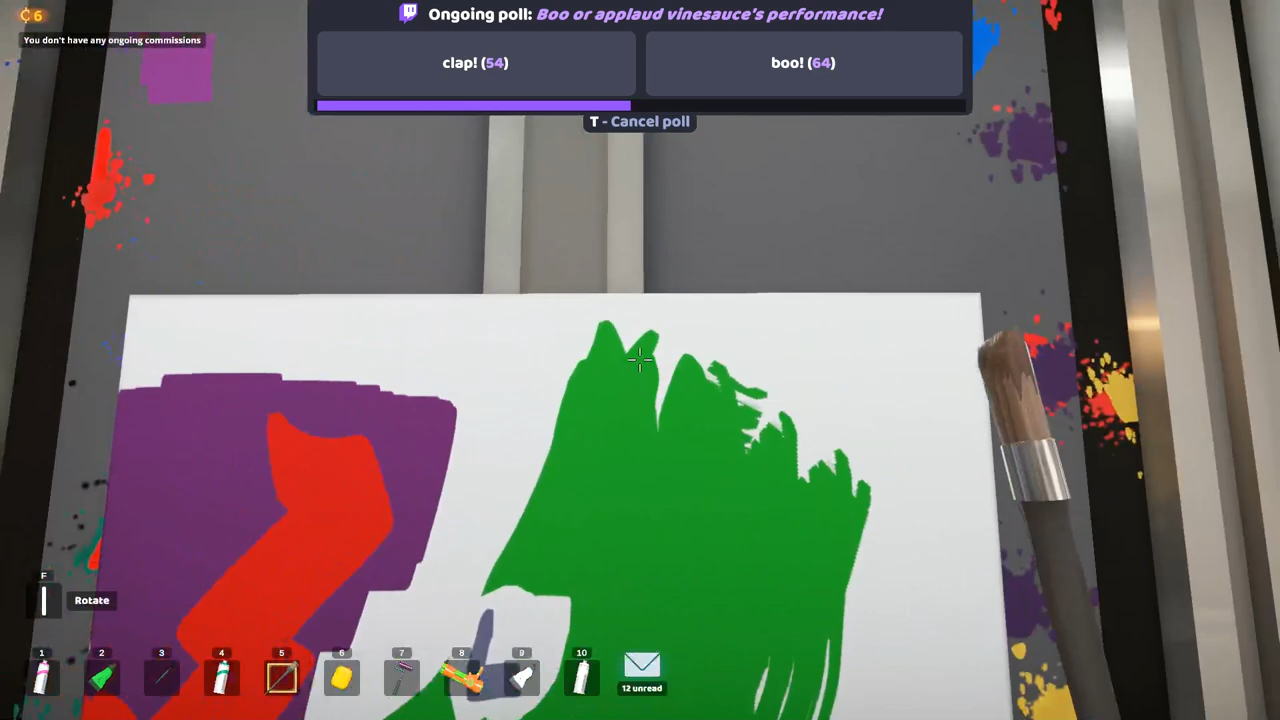 6
You don't have any ongoing commissions
Ongoing poll: Boo or applaud vinesauce's performance!
clap! (54)
boo! (64)
T - Cancel poll
F
Rotate
1 2 3 4 5 6 7 8 9 10
12 unread